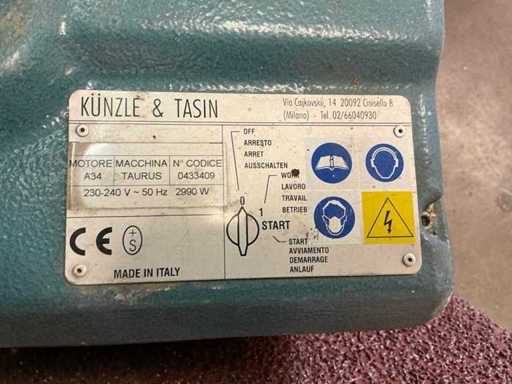 KÜNZLE & TASIN
Via Cajkovskij, 14 20092 Cinisello B
(Milano) - Tel. 02/66040930
MOTORE MACCHINA N° CODICE
A34 TAURUS 0433409
230-240 V ~ 50 Hz 2990 W
OFF
ARRESTO
ARRET
AUSSCHALTEN
WORK
LAVORO
TRAVAIL
BETRIEB
0
1
START
START
AVVIAMENTO
DEMARRAGE
ANLAUF
CE
+
S
MADE IN ITALY